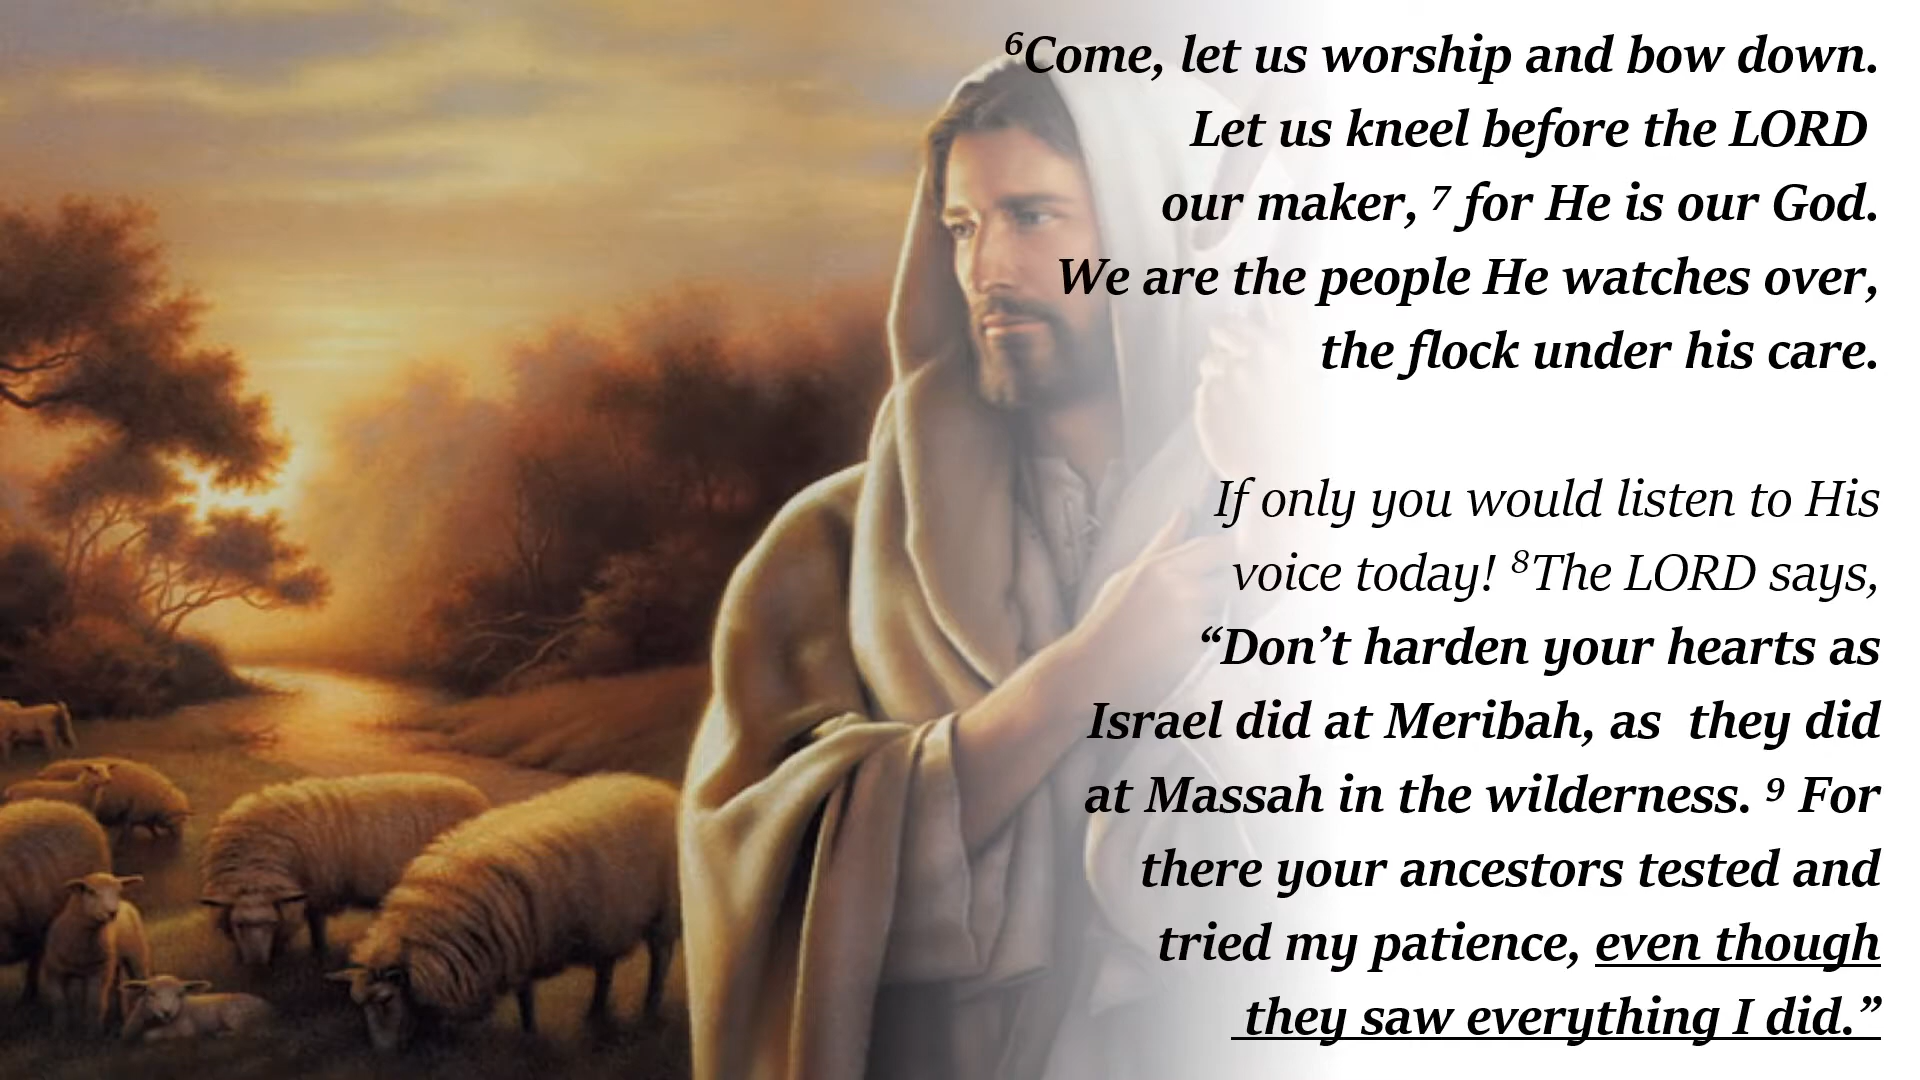 ⁶Come, let us worship and bow down.
Let us kneel before the LORD
our maker, ⁷ for He is our God.
We are the people He watches over,
the flock under his care.
If only you would listen to His
voice today! ⁸The LORD says,
“Don’t harden your hearts as
Israel did at Meribah, as  they did
at Massah in the wilderness. ⁹ For
there your ancestors tested and
tried my patience, even though
they saw everything I did.”